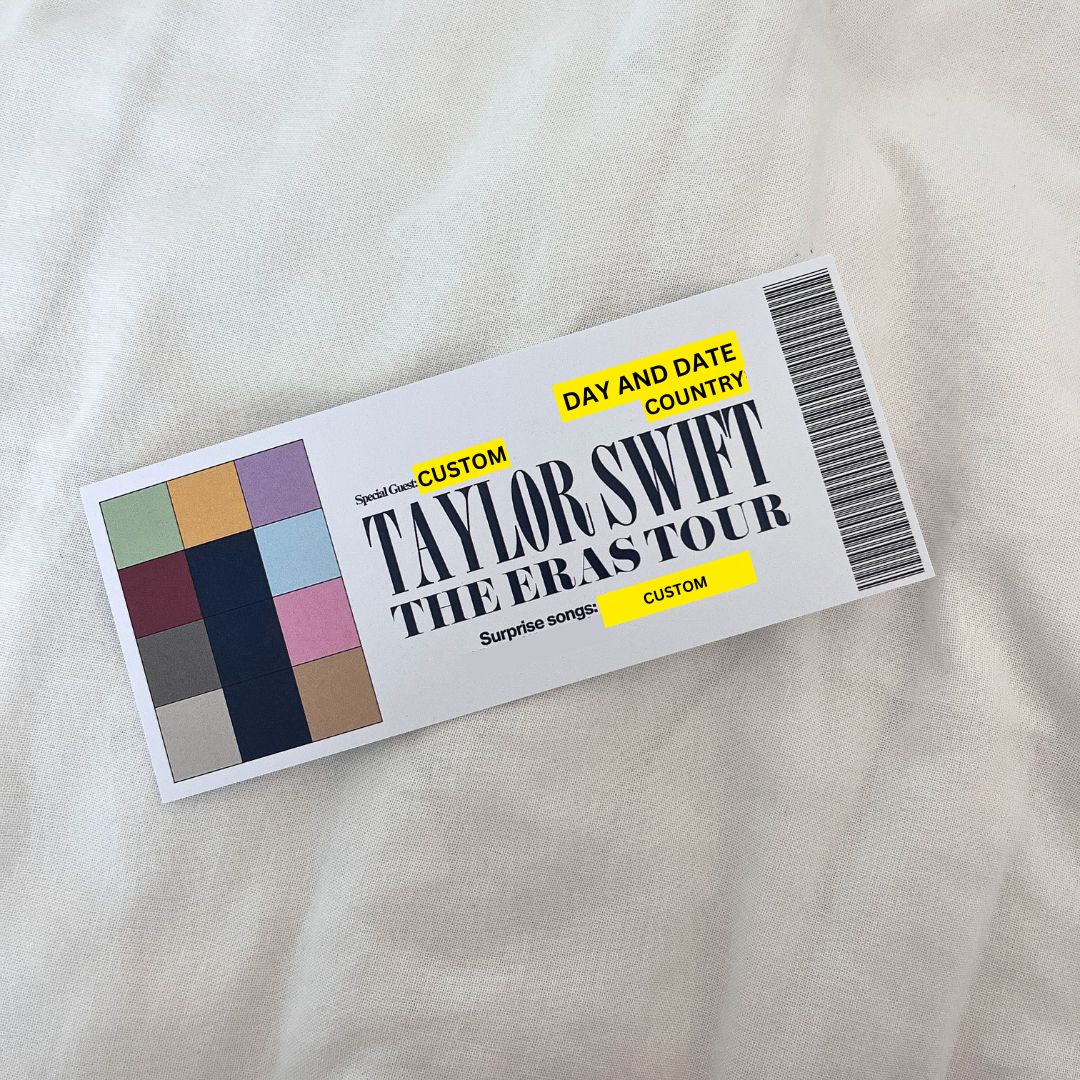 DAY AND DATE
COUNTRY
Special Guest: CUSTOM
TAYLOR SWIFT
THE ERAS TOUR
Surprise songs: CUSTOM